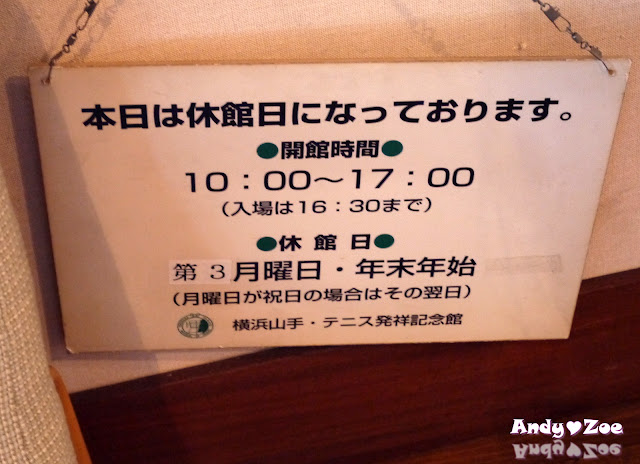 本日は休館日になっております。
●開館時間●
10：00～17：00
（入場は16：30まで）
●休館日●
第3月曜日・年末年始
（月曜日が祝日の場合はその翌日）
横浜山手・テニス発祥記念館
Andy♥Zoe